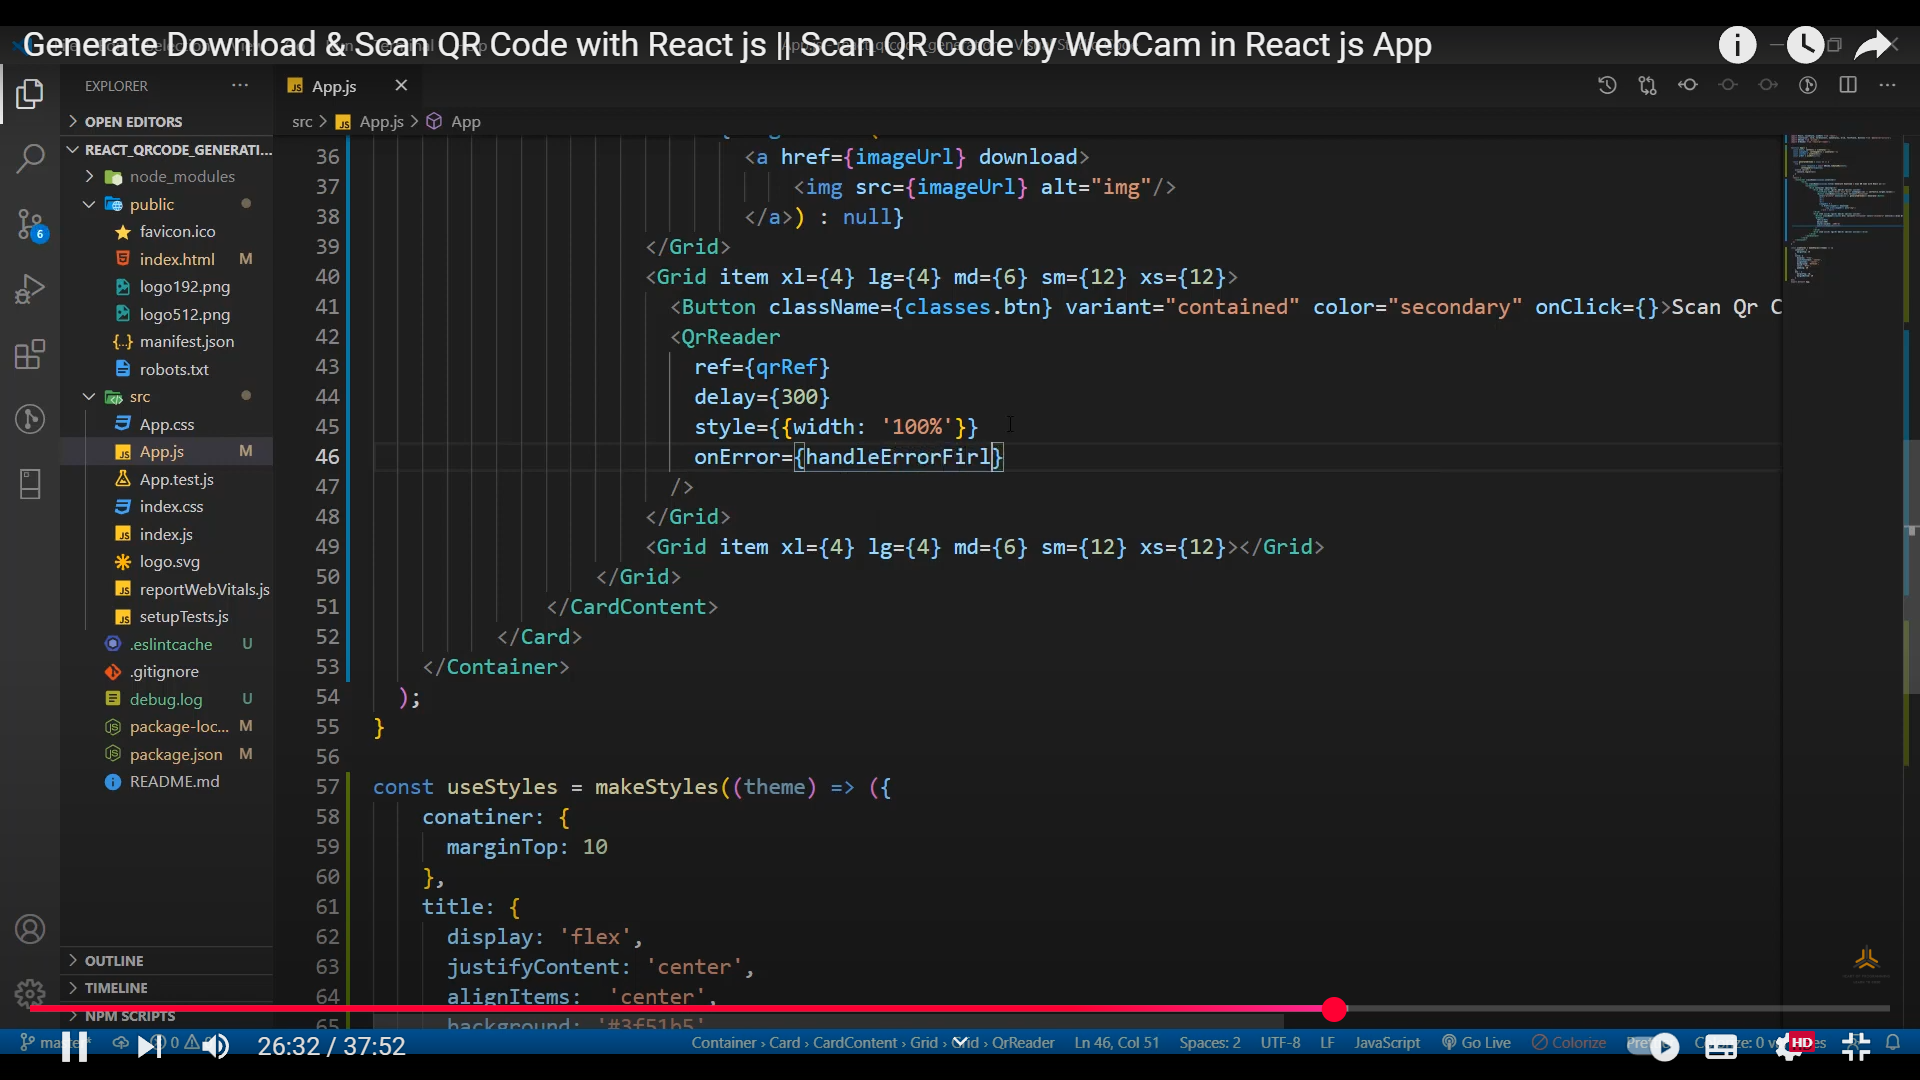 Generate Download & Scan QR Code with React js || Scan QR Code by WebCam in React js App
EXPLORER
App.js
OPEN EDITORS
src > App.js > App
REACT_QRCODE_GENERATI...
node_modules
public
favicon.ico
index.html M
logo192.png
logo512.png
manifest.json
robots.txt
src
App.css
App.js M
App.test.js
index.css
index.js
logo.svg
reportWebVitals.js
setupTests.js
.eslintcache U
.gitignore
debug.log U
package-loc... M
package.json M
README.md
OUTLINE
TIMELINE
NPM SCRIPTS
6
36 <a href={imageUrl} download>
37 <img src={imageUrl} alt="img"/>
38 </a>) : null}
39 </Grid>
40 <Grid item xl={4} lg={4} md={6} sm={12} xs={12}>
41 <Button className={classes.btn} variant="contained" color="secondary" onClick={}>Scan Qr C
42 <QrReader
43 ref={qrRef}
44 delay={300}
45 style={{width: '100%'}}
46 onError={handleErrorFirl}
47 />
48 </Grid>
49 <Grid item xl={4} lg={4} md={6} sm={12} xs={12}></Grid>
50 </Grid>
51 </CardContent>
52 </Card>
53 </Container>
54 );
55 }
56
57 const useStyles = makeStyles((theme) => ({
58 conatiner: {
59 marginTop: 10
60 },
61 title: {
62 display: 'flex',
63 justifyContent: 'center',
64 alignItems: 'center',
65 background: '#3f51b5'
26:32 / 37:52
Container > Card > CardContent > Grid > Grid > QrReader Ln 46, Col 51 Spaces: 2 UTF-8 LF JavaScript Go Live Colorize
HD